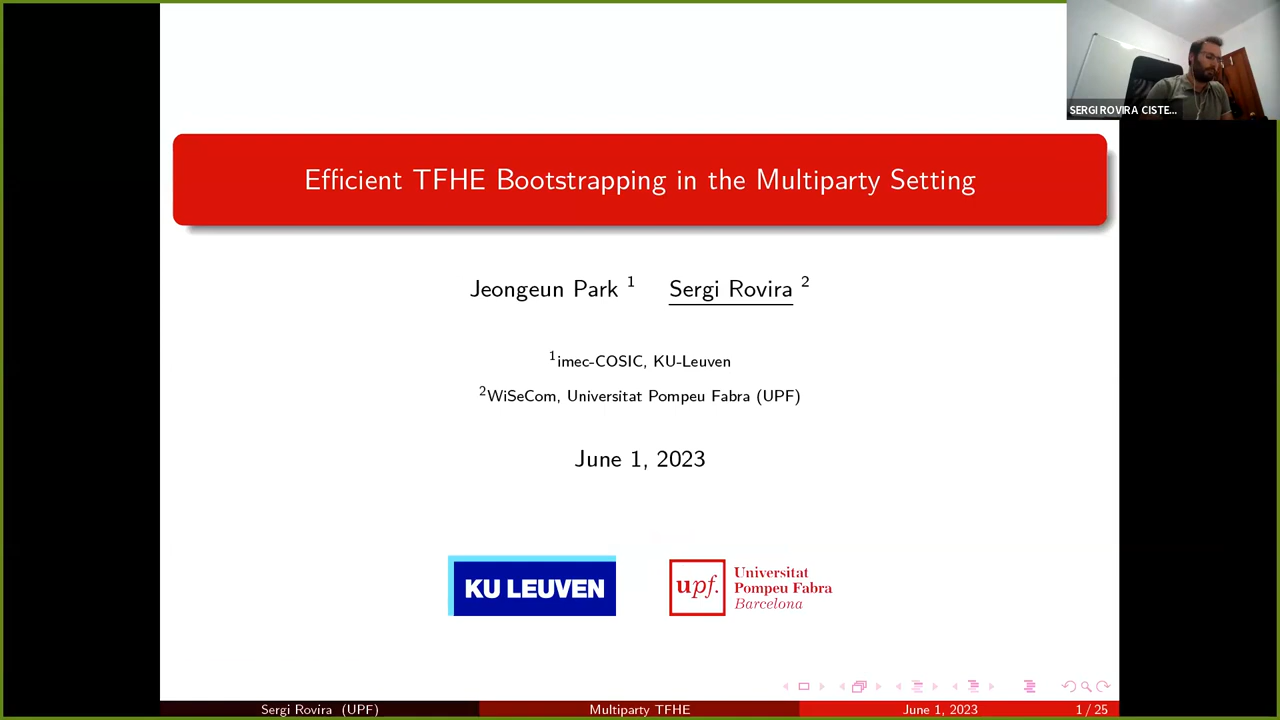 SERGI ROVIRA CISTE...
Efficient TFHE Bootstrapping in the Multiparty Setting
Jeongeun Park 1 Sergi Rovira 2
1imec-COSIC, KU-Leuven
2WiSeCom, Universitat Pompeu Fabra (UPF)
June 1, 2023
KU LEUVEN
upf. Universitat
Pompeu Fabra
Barcelona
Sergi Rovira (UPF) Multiparty TFHE June 1, 2023 1 / 25